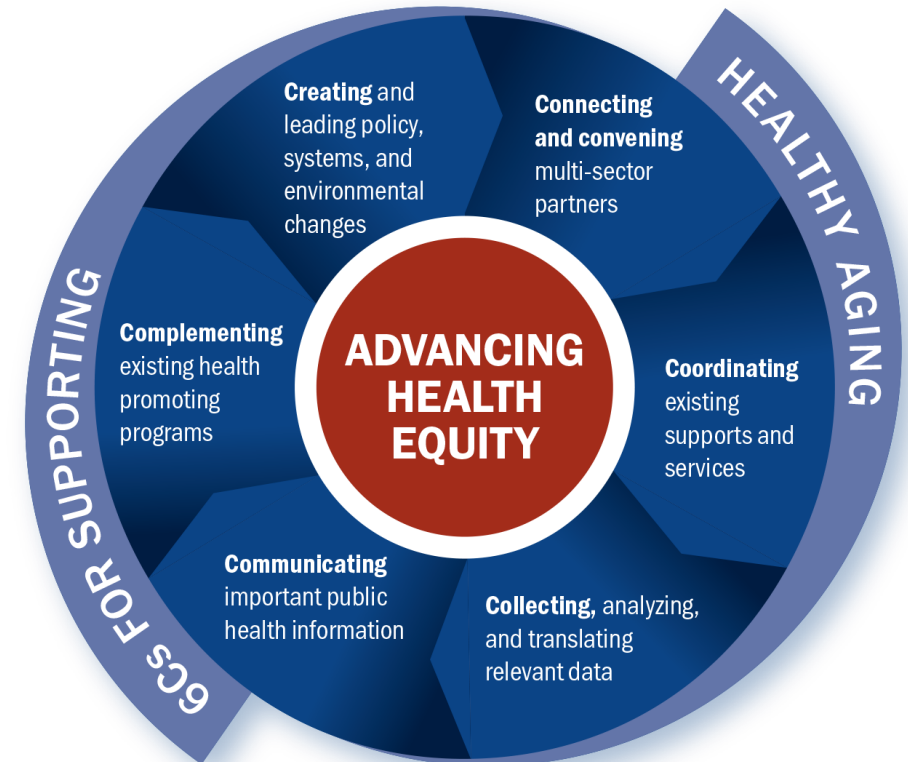 6Cs FOR SUPPORTING
HEALTHY AGING
Creating and
leading policy,
systems, and
environmental
changes
Connecting
and convening
multi-sector
partners
Coordinating
existing
supports and
services
Collecting, analyzing,
and translating
relevant data
Communicating
important public
health information
Complementing
existing health
promoting
programs
ADVANCING
HEALTH
EQUITY